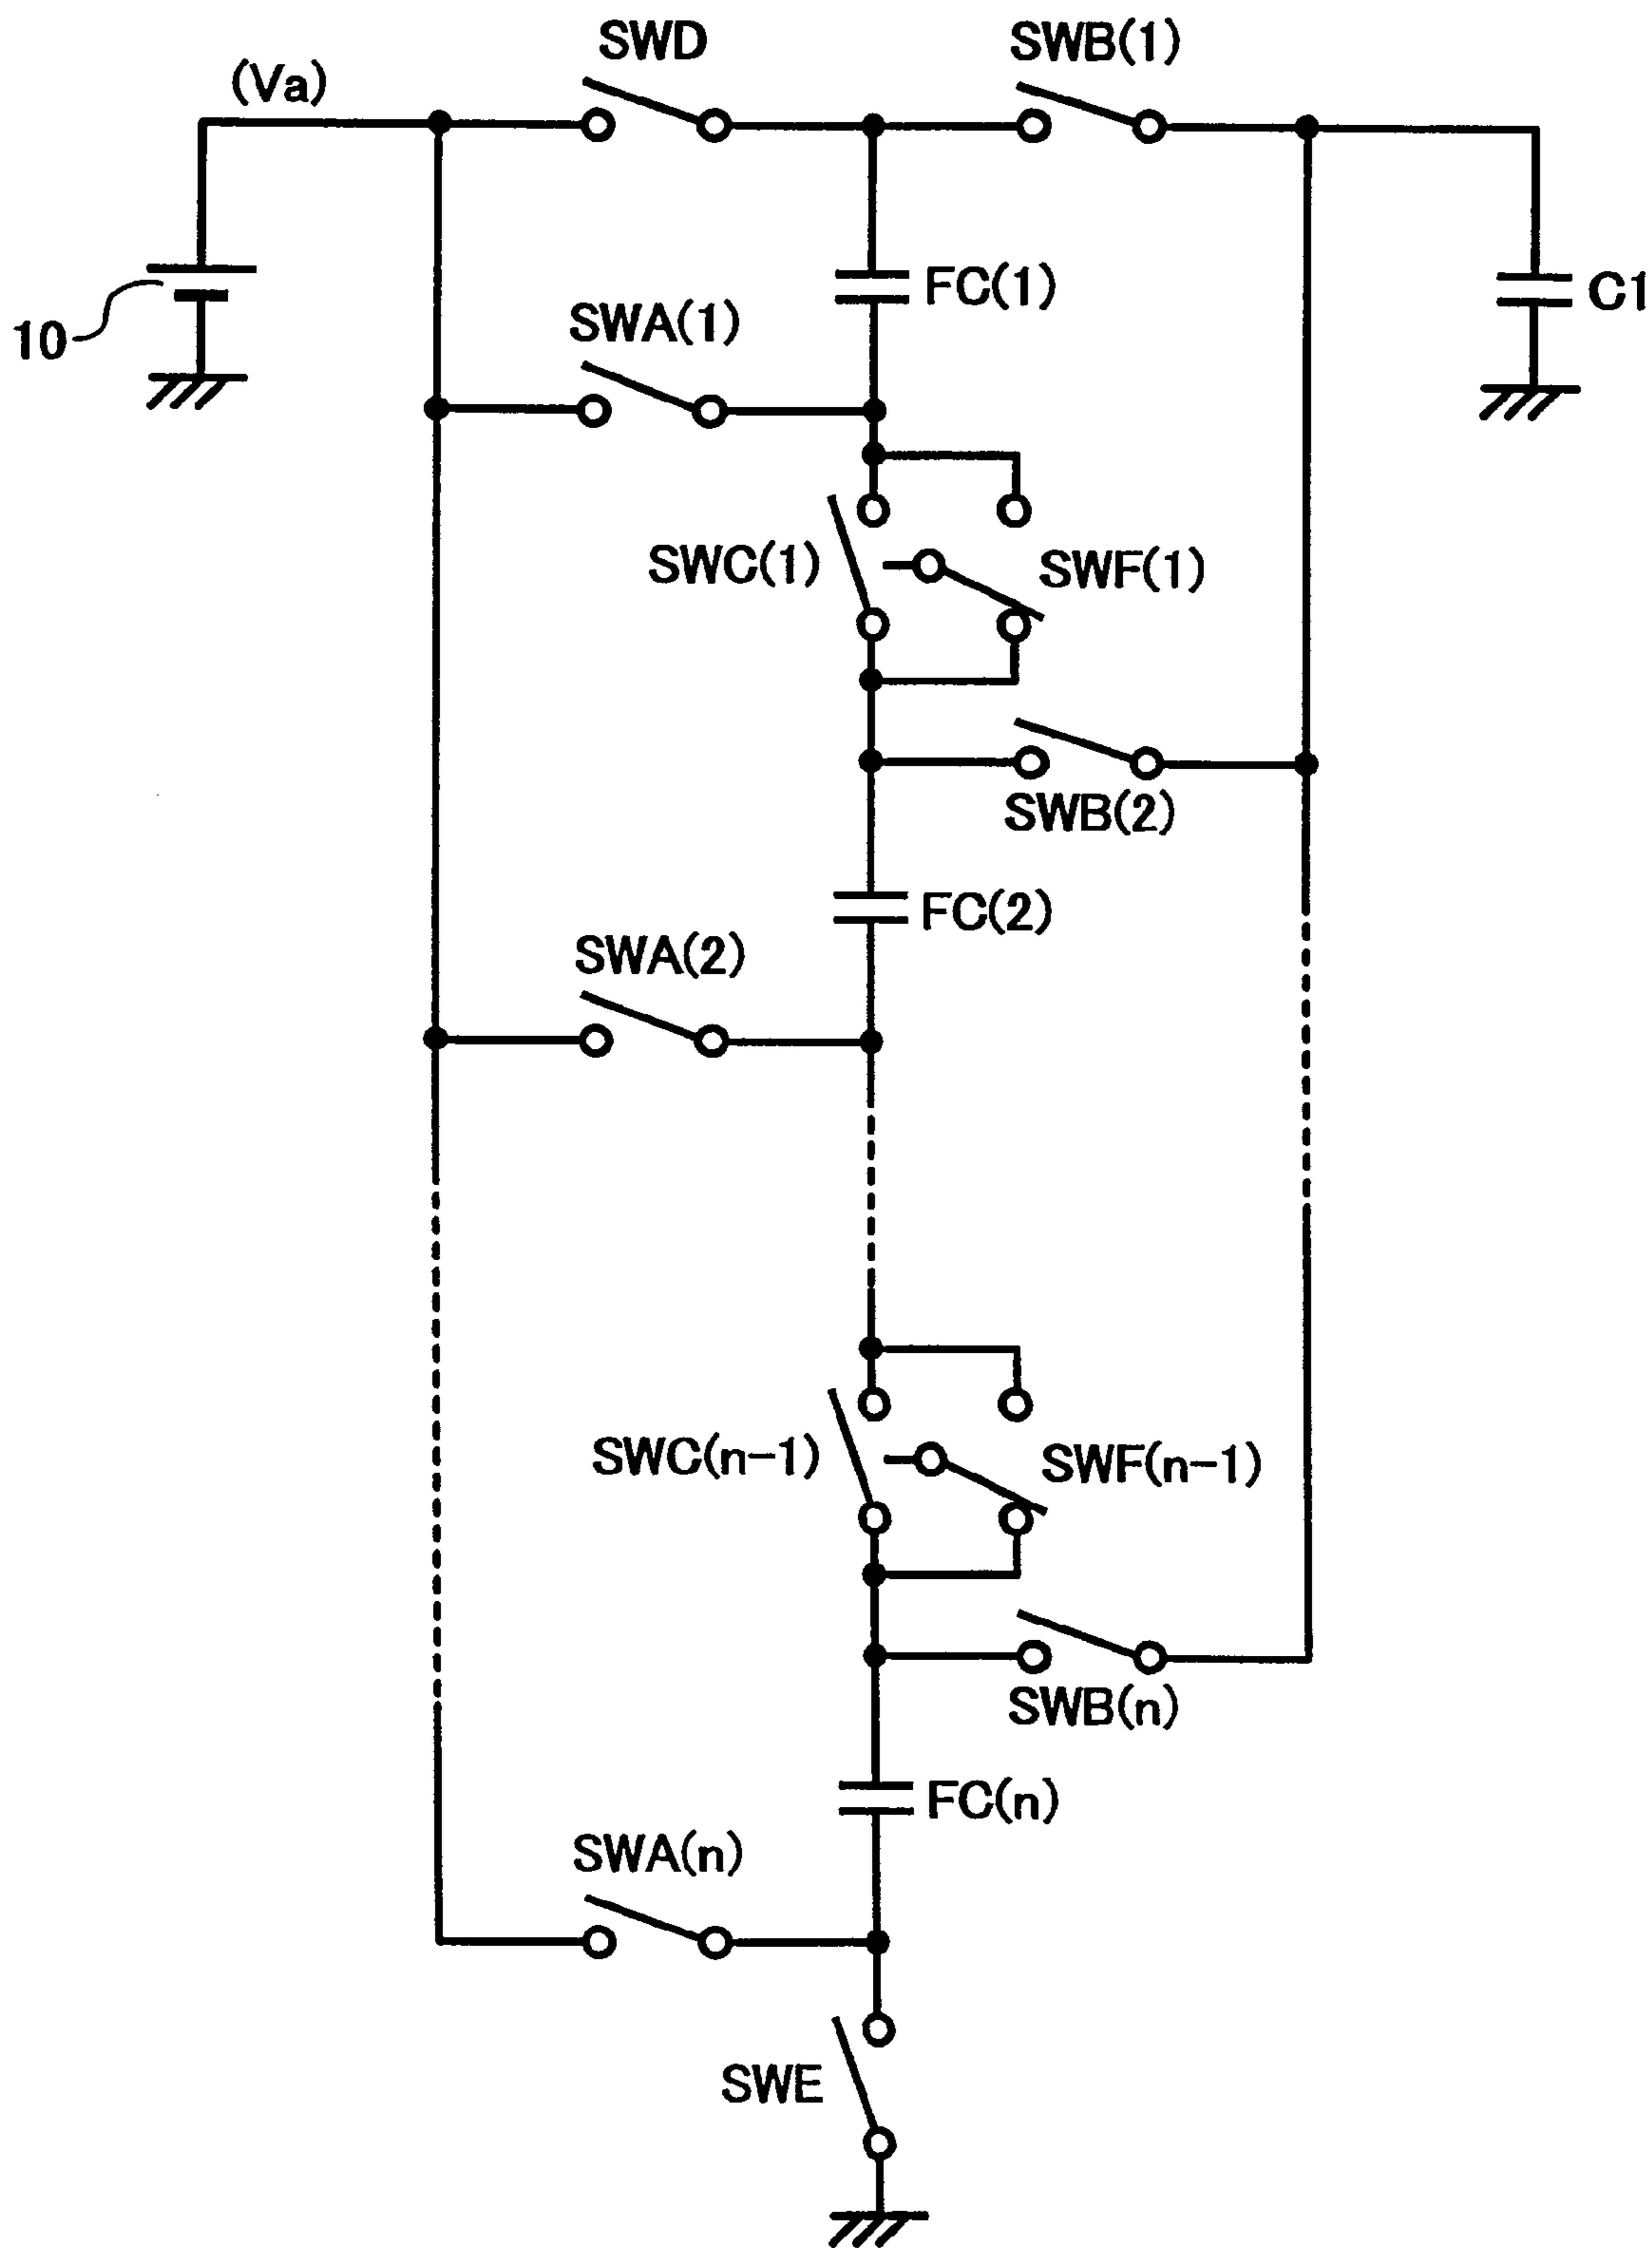 SWD
SWB(1)
(Va)
FC(1)
C1
10
SWA(1)
SWC(1)
SWF(1)
SWB(2)
FC(2)
SWA(2)
SWC(n-1)
SWF(n-1)
SWB(n)
FC(n)
SWA(n)
SWE